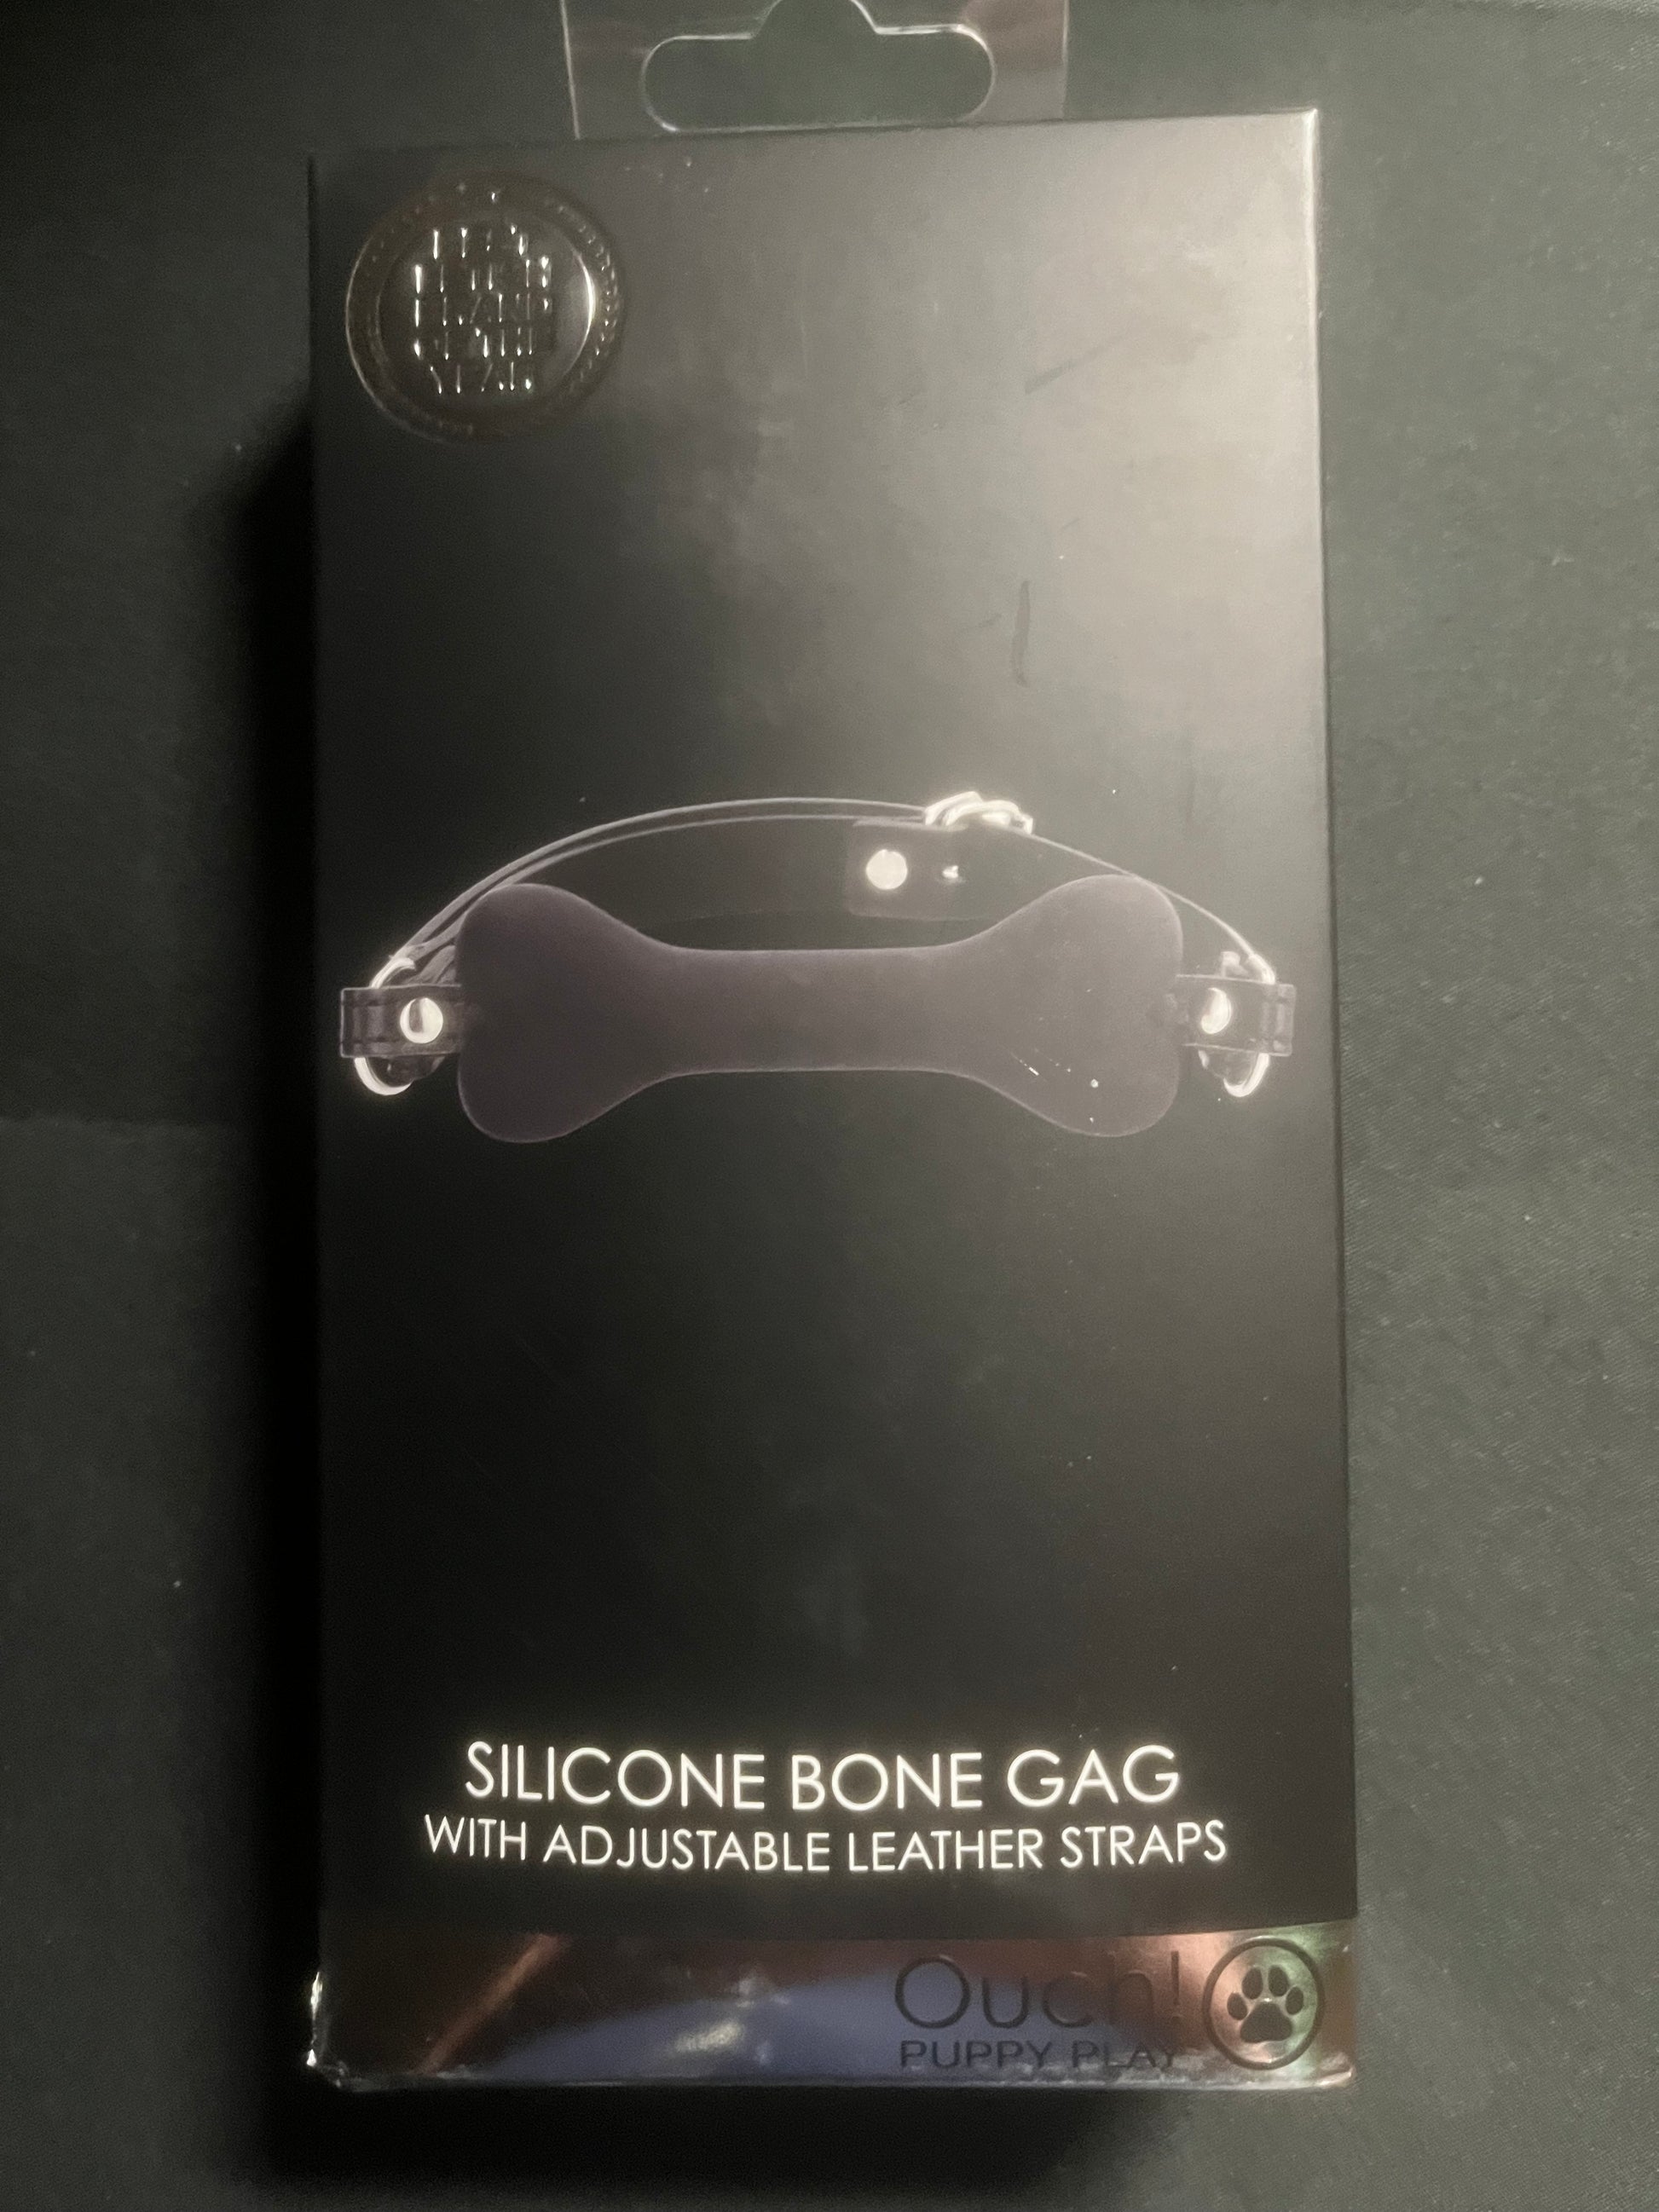 SILICONE BONE GAG
WITH ADJUSTABLE LEATHER STRAPS
Ouch!
PUPPY PLAY